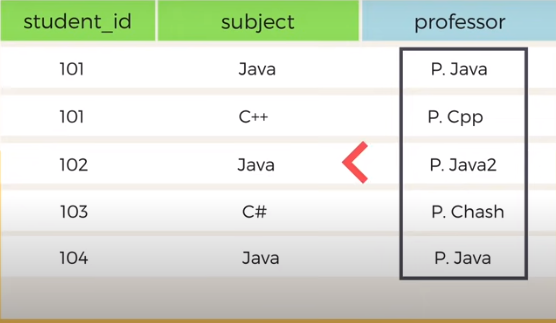 student_id subject professor
101 Java P. Java
101 C++ P. Cpp
102 Java P. Java2
103 C# P. Chash
104 Java P. Java